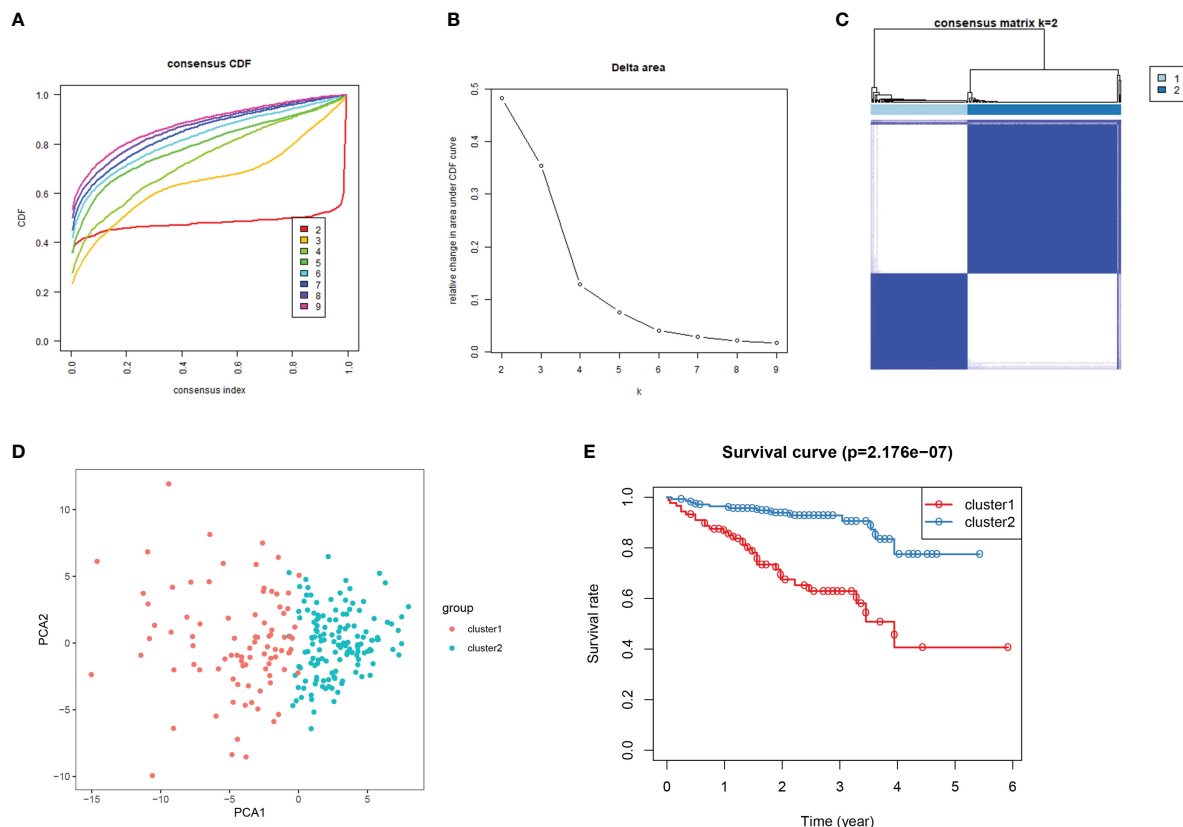 A
consensus CDF
CDF
1.0
0.8
0.6
0.4
0.2
0.0
2
3
4
5
6
7
8
9
0.0
0.2
0.4
0.6
0.8
1.0
consensus index
B
Delta area
relative change in area under CDF curve
0.5
0.4
0.3
0.2
0.1
0.0
2
3
4
5
6
7
8
9
k
C
consensus matrix k=2
1
2
D
PCA2
10
5
0
−5
−10
−15
−10
−5
0
5
PCA1
group
cluster1
cluster2
E
Survival curve (p=2.176e−07)
Survival rate
1.0
0.8
0.6
0.4
0.2
0.0
cluster1
cluster2
0
1
2
3
4
5
6
Time (year)